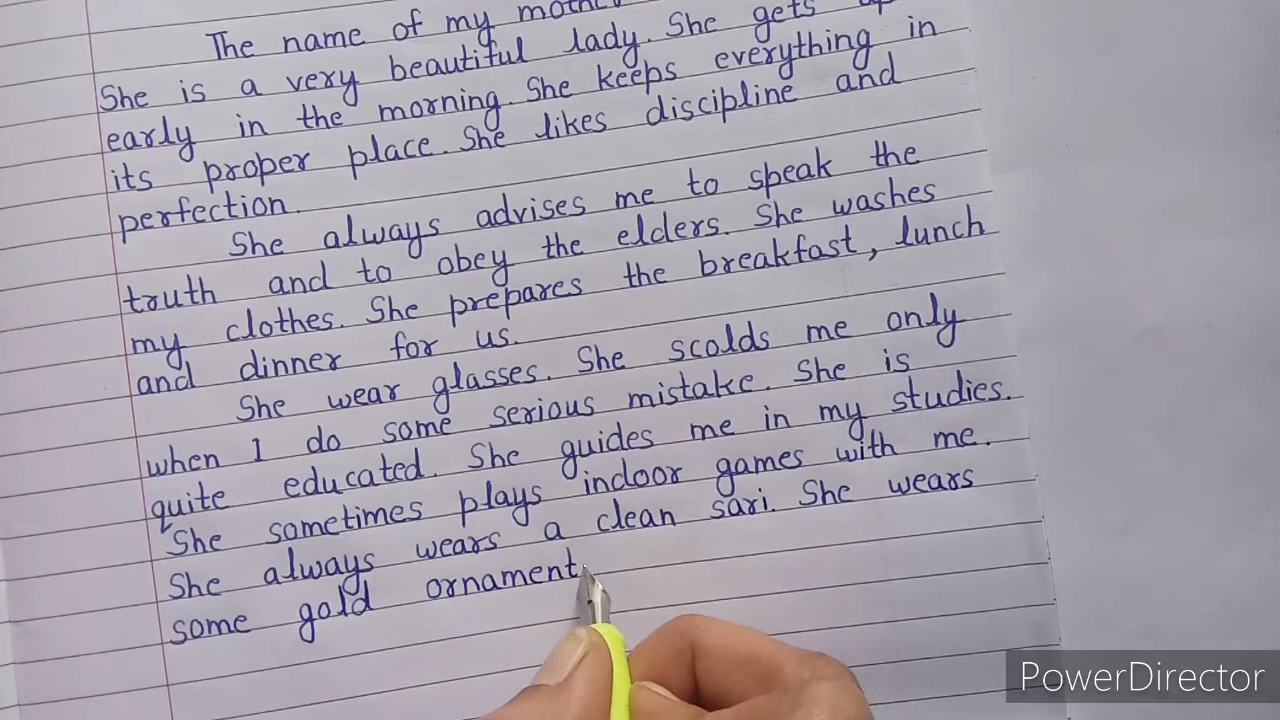 The name of my mother
She is a very beautiful lady. She gets up
early in the morning. She keeps everything in
its proper place. She likes discipline and
perfection.
She always advises me to speak the
truth and to obey the elders. She washes
my clothes. She prepares the breakfast, lunch
and dinner for us.
She wear glasses. She scolds me only
when I do some serious mistake. She is
quite educated. She guides me in my studies.
She sometimes plays indoor games with me.
She always wears a clean sari. She wears
some gold ornament
PowerDirector